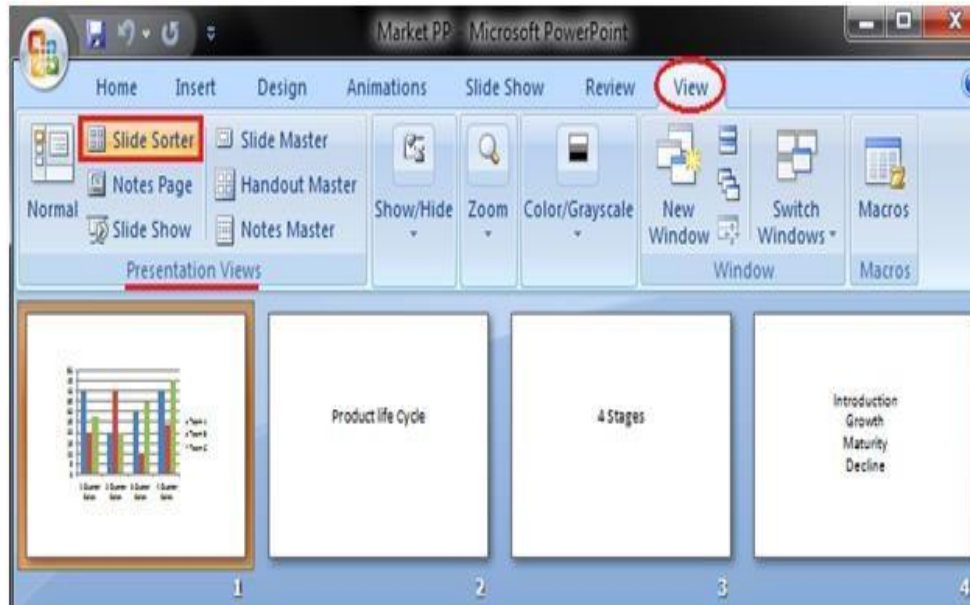 Market PP - Microsoft PowerPoint
Home Insert Design Animations Slide Show Review View
Slide Sorter
Notes Page
Slide Show
Normal
Slide Master
Handout Master
Notes Master
Presentation Views
Show/Hide
Zoom
Color/Grayscale
New
Window
Switch
Windows
Window
Macros
Macros
1
Product life Cycle
2
4 Stages
3
Introduction
Growth
Maturity
Decline
4